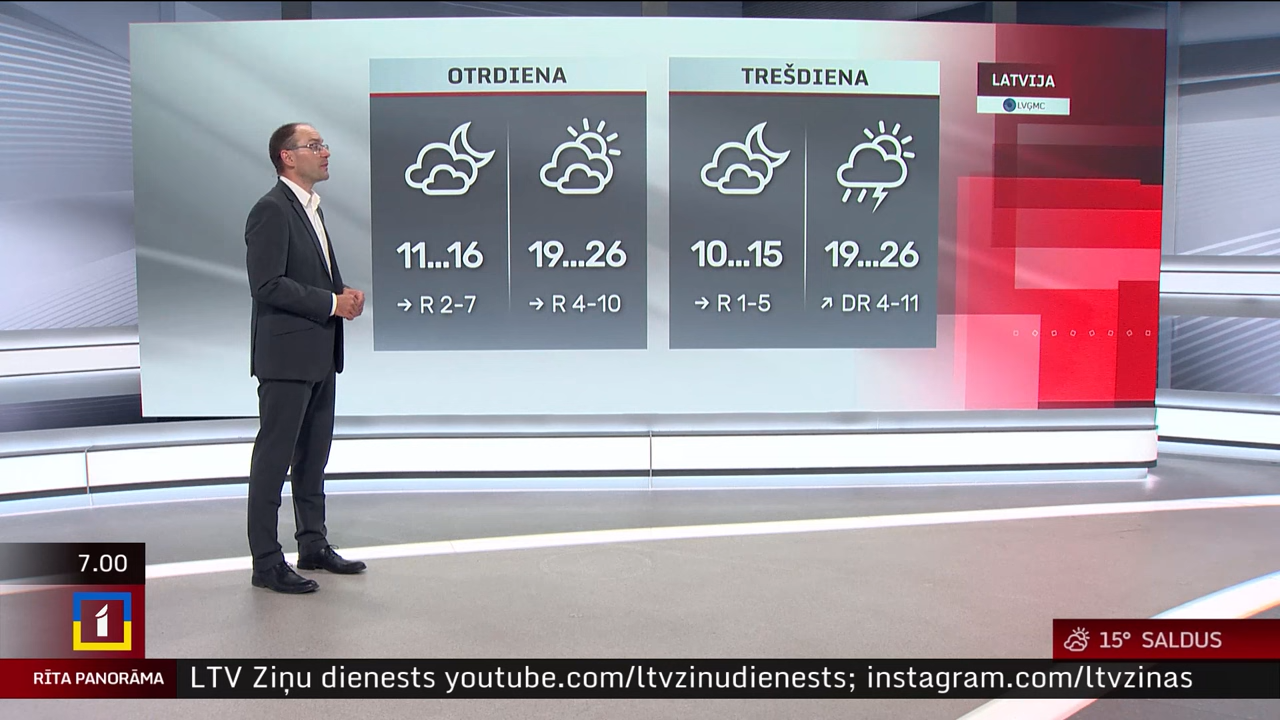 OTRDIENA
11...16
19...26
→ R 2-7
→ R 4-10
TREŠDIENA
10...15
19...26
→ R 1-5
↗ DR 4-11
LATVIJA
LVĢMC
7.00
1
15° SALDUS
RĪTA PANORĀMA
LTV Ziņu dienests youtube.com/ltvzinudienests; instagram.com/ltvzinas